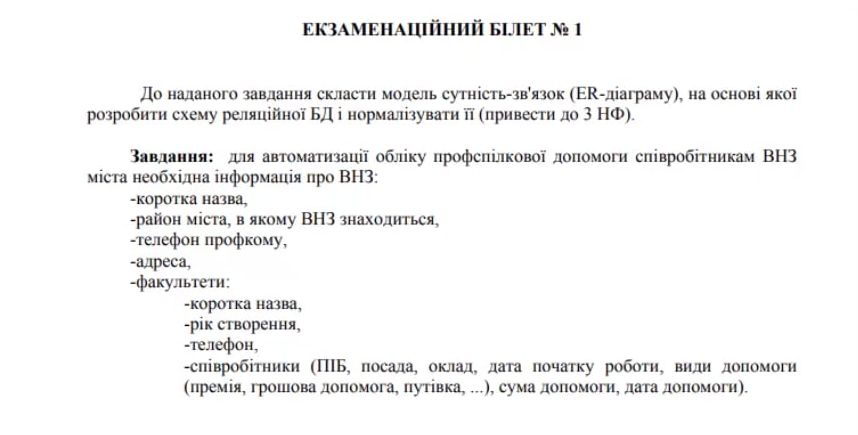 ЕКЗАМЕНАЦІЙНИЙ БІЛЕТ № 1
До наданого завдання скласти модель сутність-зв'язок (ER-діаграму), на основі якої
розробити схему реляційної БД і нормалізувати її (привести до 3 НФ).
Завдання: для автоматизації обліку профспілкової допомоги співробітникам ВНЗ
міста необхідна інформація про ВНЗ:
-коротка назва,
-район міста, в якому ВНЗ знаходиться,
-телефон профкому,
-адреса,
-факультети:
-коротка назва,
-рік створення,
-телефон,
-співробітники (ПІБ, посада, оклад, дата початку роботи, види допомоги
(премія, грошова допомога, путівка, ...), сума допомоги, дата допомоги).